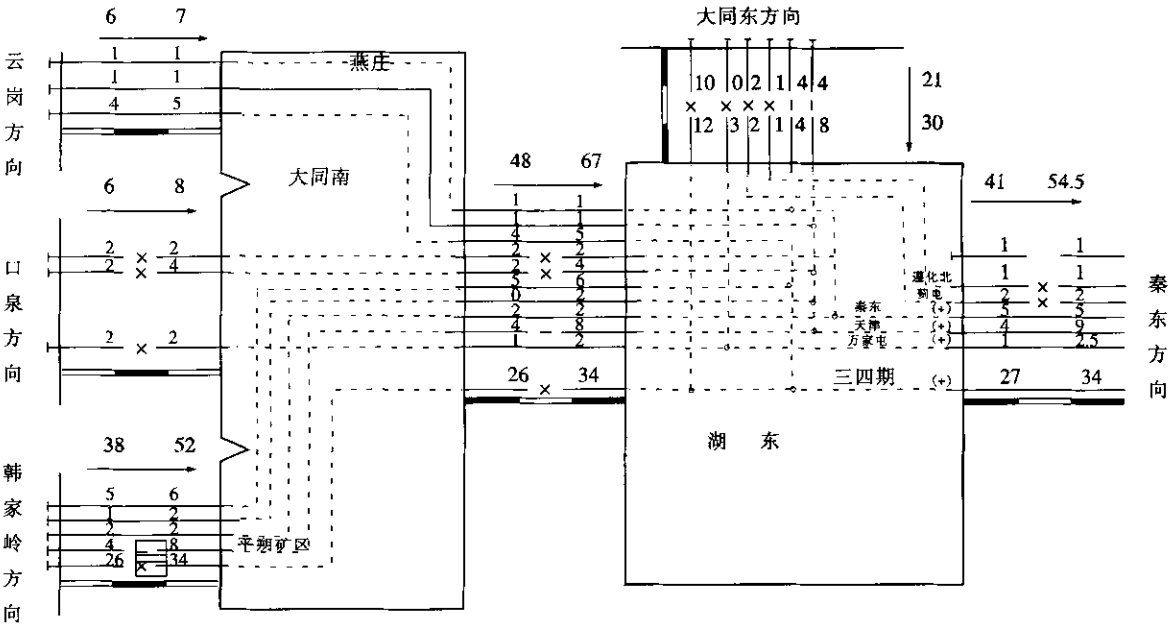 大同东方向
6 7
云岗方向
1 1
1 1
4 5
燕庄
大同南
10 0 2 1 4 4
12 3 2 1 4 8
21
30
6 8
口泉方向
2 2
2 4
2 2
48 67
1 1
1 1
4 5
2 2
2 4
5 6
0 2
2 2
4 8
1 2
26 34
41 54.5
秦东方向
1 1
遵化北 1 1
蓟电 2 2
秦东 (+) 5 5
天津 (+) 4 9
万家电 (+) 1 2.5
三四期 (+) 27 34
湖东
38 52
韩家岭方向
5 6
1 2
2 2
4 8
26 34
平朔矿区